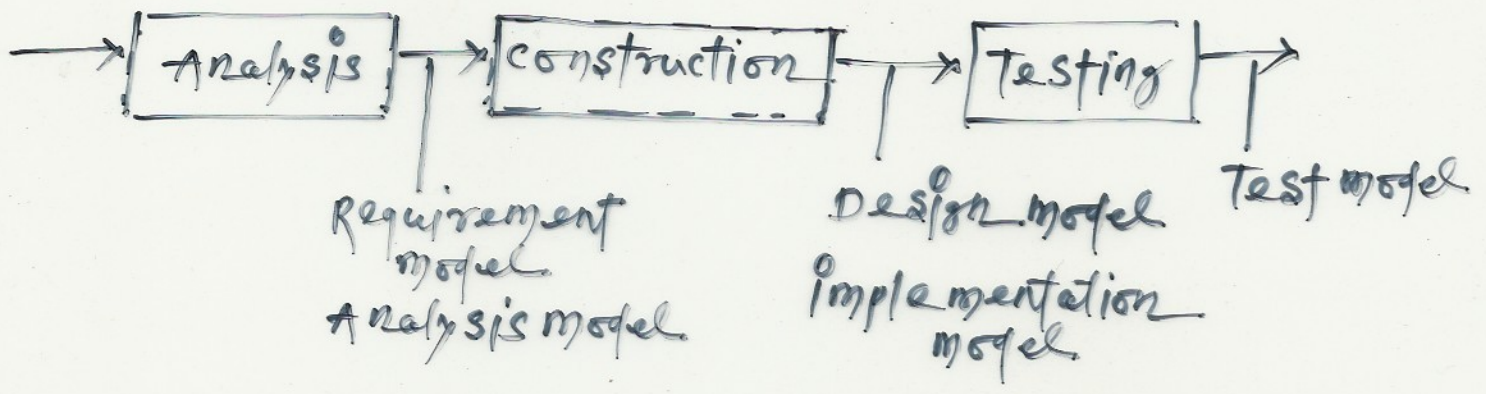 Analysis
construction
Testing
Requirement
model
Analysis model
Design model
implementation
model
Test model